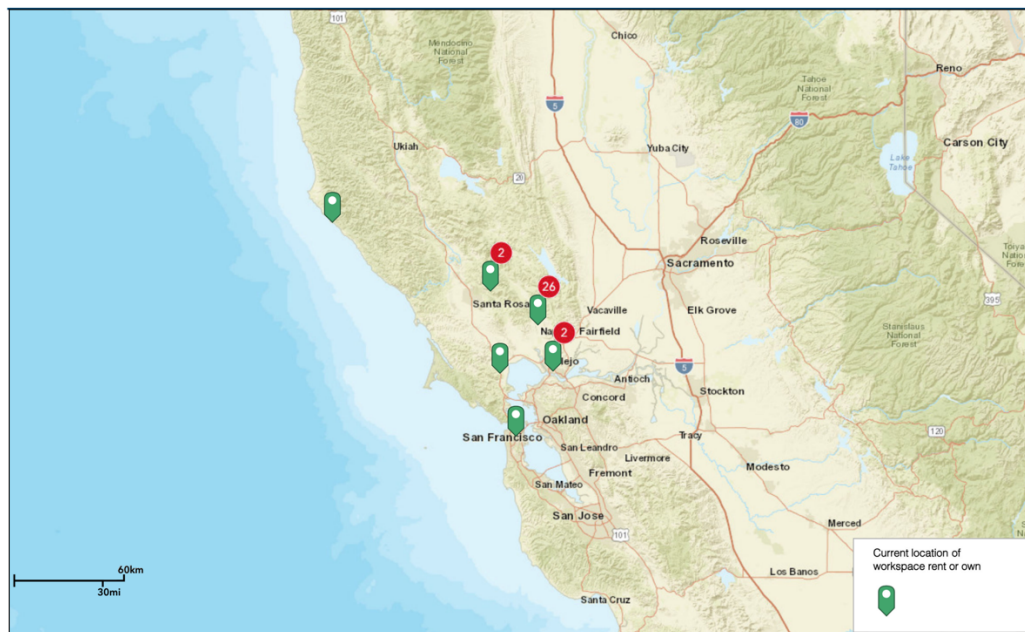 101
Chico
Mendocino
National
Forest
Reno
Tahoe
National
Forest
5
80
Ukiah
Yuba City
Carson City
Lake
Tahoe
20
Roseville
2
Sacramento
26
Santa Rosa
Vacaville
Elk Grove
395
Fairfield
2
Stanislaus
National
Forest
5
Antioch
Stockton
Concord
Oakland
San Francisco
120
Tracy
San Leandro
Livermore
Modesto
Fremont
San Mateo
San Jose
101
Merced
60km
30mi
Los Banos
Santa Cruz
Current location of
workspace rent or own